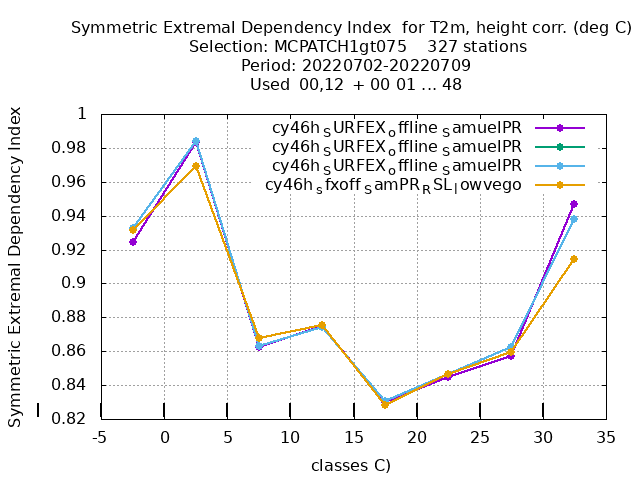 Symmetric Extremal Dependency Index  for T2m, height corr. (deg C)
Selection: MCPATCH1gt075    327 stations
Period: 20220702-20220709
Used  00,12  + 00 01 ... 48
Symmetric Extremal Dependency Index
1
0.98
0.96
0.94
0.92
0.9
0.88
0.86
0.84
0.82
cy46h_SURFEX_offline_SamuelPR
cy46h_SURFEX_offline_SamuelPR
cy46h_SURFEX_offline_SamuelPR
cy46h_sfxoff_SamPR_RSL_lowvego
-5 0 5 10 15 20 25 30 35
classes C)